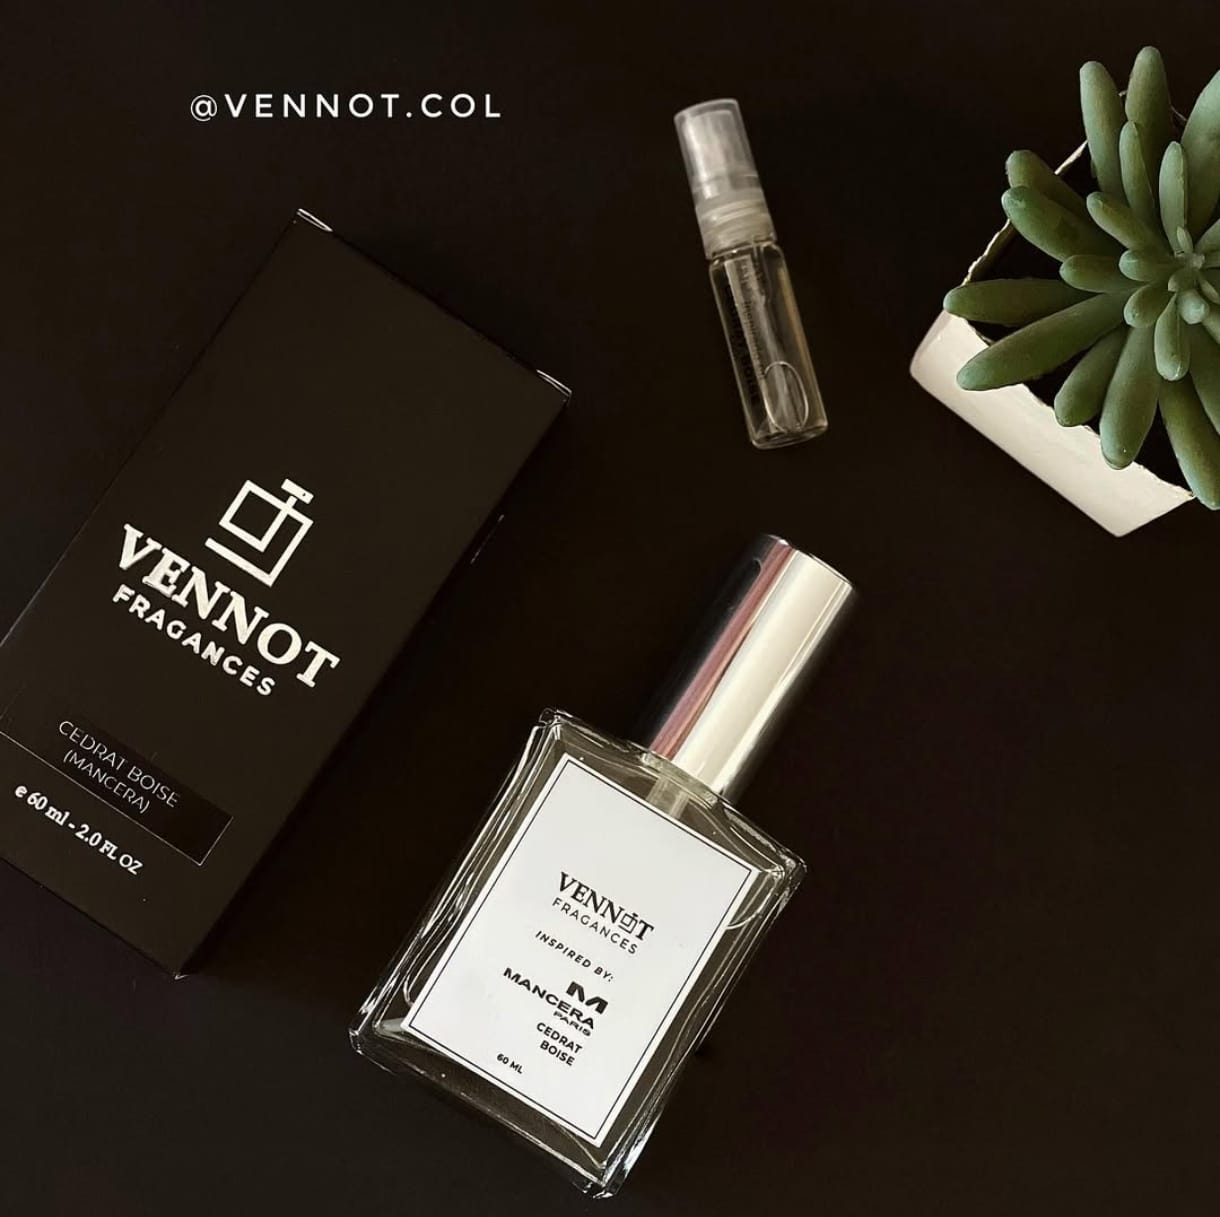 @VENNOT.COL
VENNOT
FRAGANCES
CEDRAT BOISE
(MANCERA)
e 60 ml - 2.0 FL OZ
VENNOT
FRAGANCES
INSPIRED BY:
M
MANCERA
PARIS
CEDRAT
BOISE
60 ML